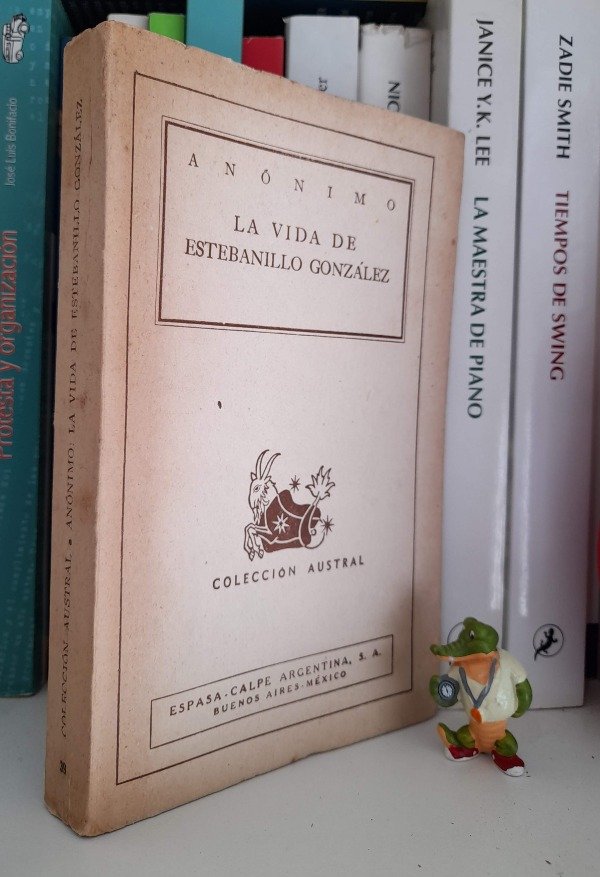 José Luis Bonifacio
Protesta y organización
COLECCIÓN AUSTRAL • ANÓNIMO: LA VIDA DE ESTEBANILLO GONZÁLEZ
ANÓNIMO
LA VIDA DE
ESTEBANILLO GONZÁLEZ
COLECCIÓN AUSTRAL
ESPASA-CALPE ARGENTINA, S. A.
BUENOS AIRES-MÉXICO
NIC
JANICE Y.K. LEE LA MAESTRA DE PIANO
ZADIE SMITH TIEMPOS DE SWING